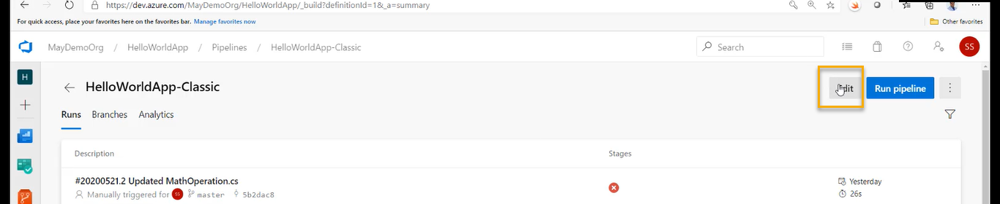 https://dev.azure.com/MayDemoOrg/HelloWorldApp/_build?definitionId=1&_a=summary
For quick access, place your favorites here on the favorites bar. Manage favorites now
Other favorites
MayDemoOrg / HelloWorldApp / Pipelines / HelloWorldApp-Classic
Search
SS
H
HelloWorldApp-Classic
Edit
Run pipeline
Runs Branches Analytics
Description Stages
#20200521.2 Updated MathOperation.cs
Yesterday
Manually triggered for SS master 5b2dac8
26s